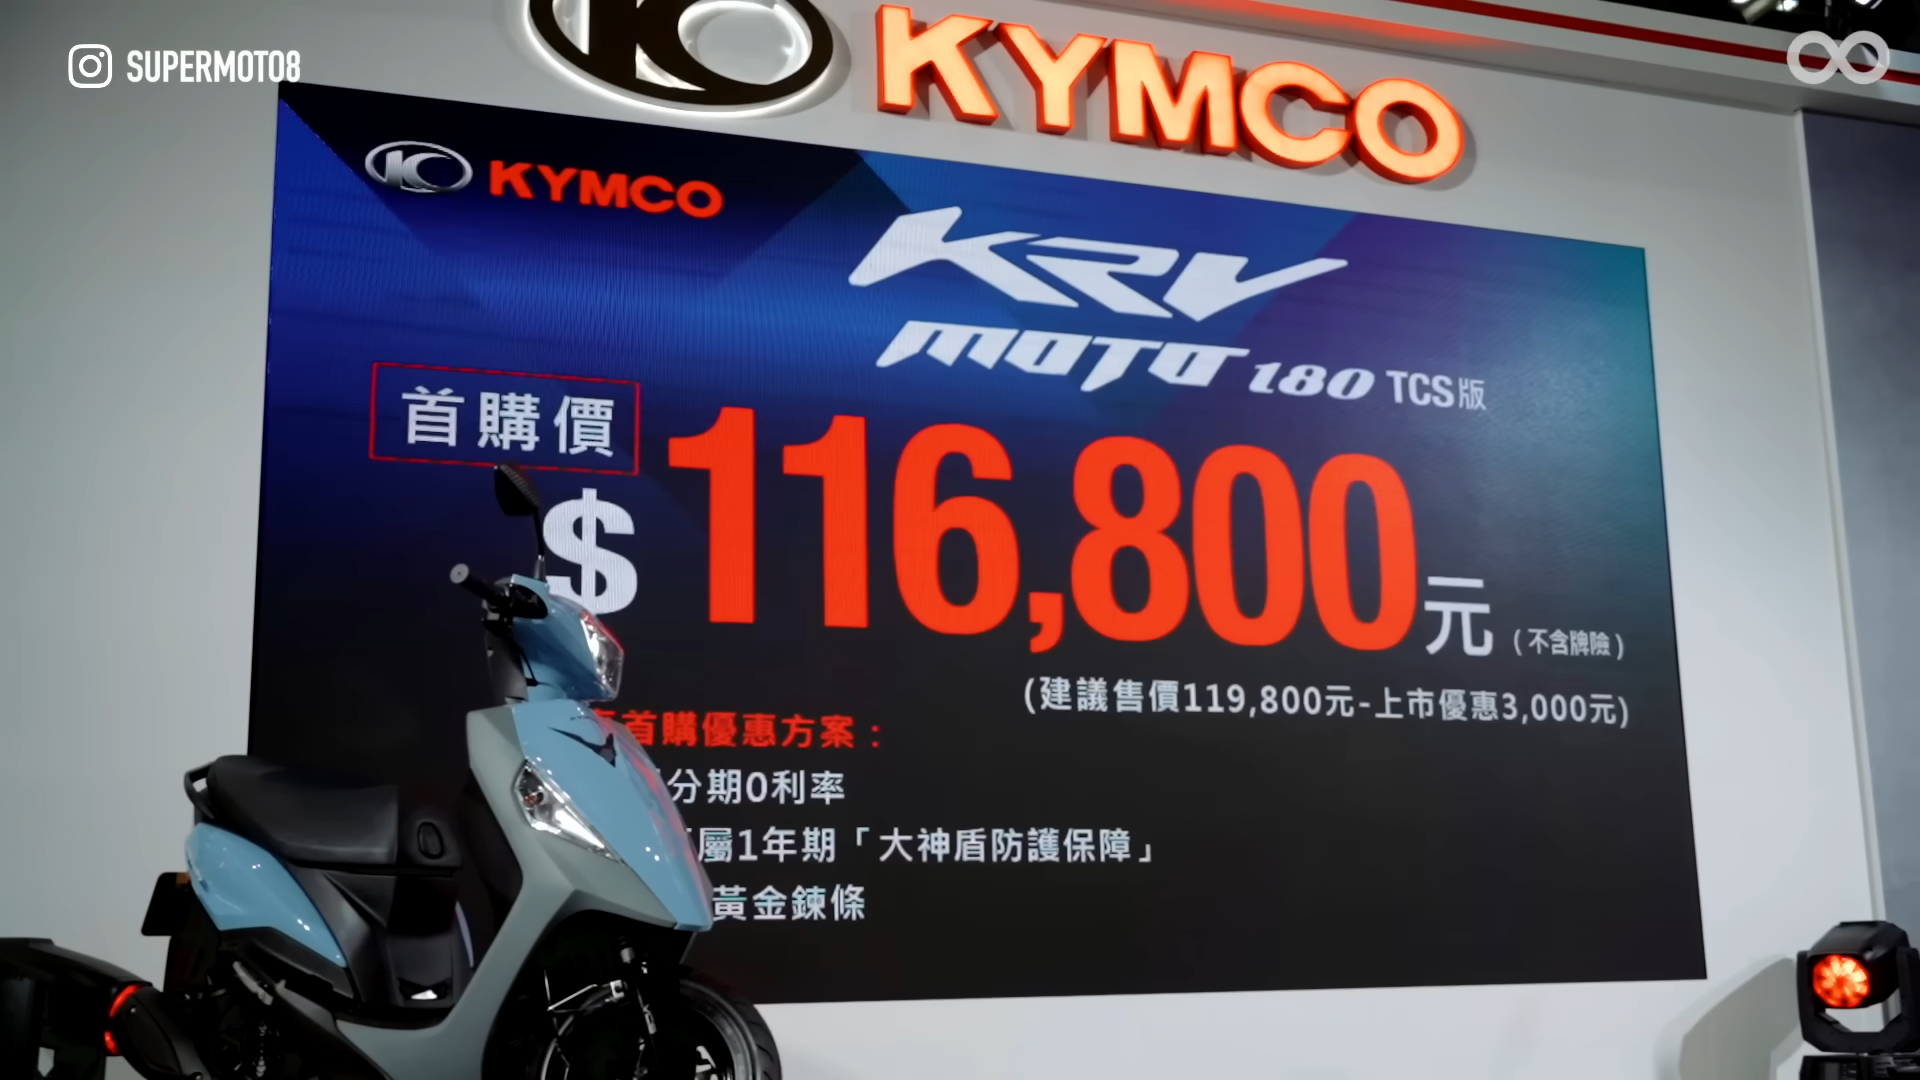 SUPERMOTO8
KYMCO
KYMCO
KRV
MOTO 180 TCS版
首購價
$116,800元(不含牌險)
(建議售價119,800元-上市優惠3,000元)
首購優惠方案：
分期0利率
屬1年期「大神盾防護保障」
黃金鍊條